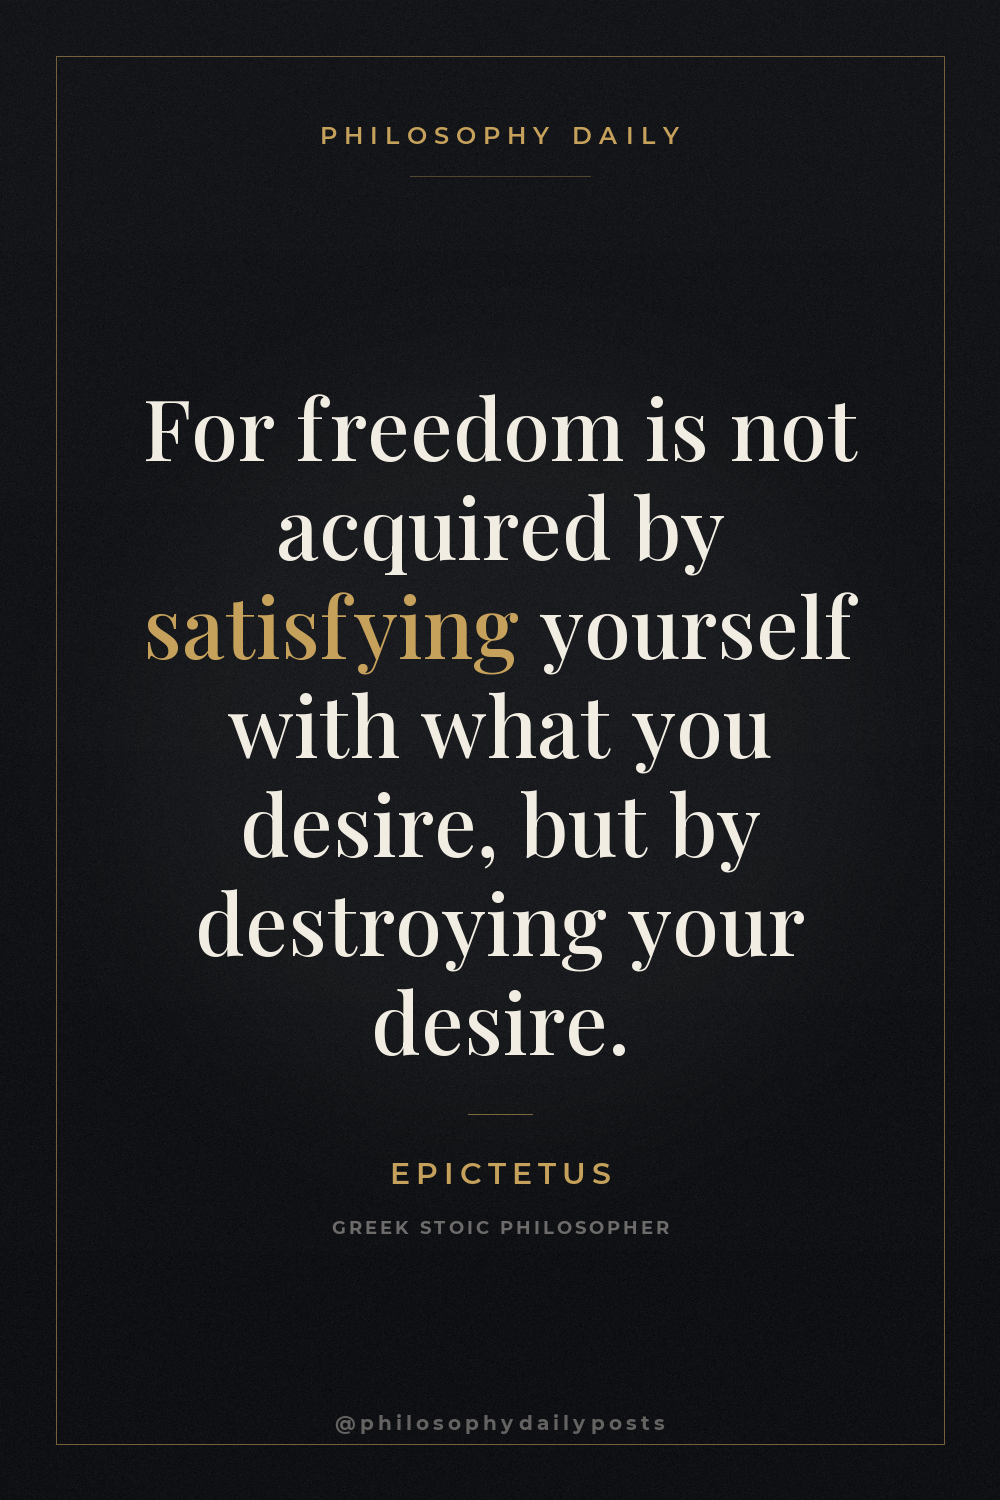 PHILOSOPHY DAILY
For freedom is not
acquired by
satisfying yourself
with what you
desire, but by
destroying your
desire.
EPICTETUS
GREEK STOIC PHILOSOPHER
@philosophydailyposts